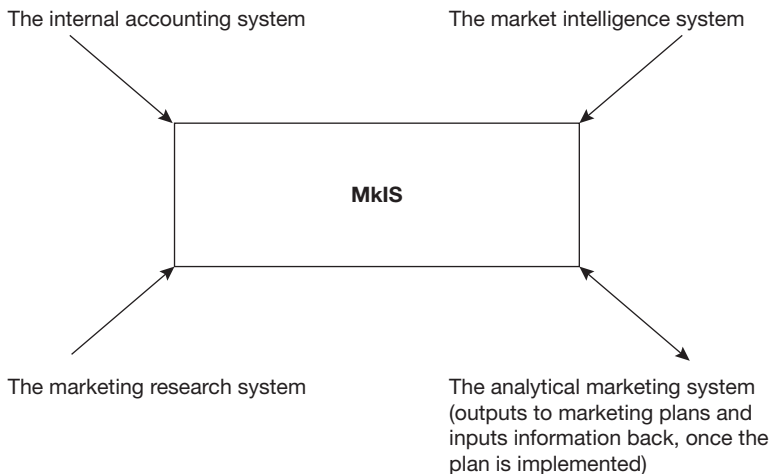 The internal accounting system
The market intelligence system
MkIS
The marketing research system
The analytical marketing system
(outputs to marketing plans and
inputs information back, once the
plan is implemented)